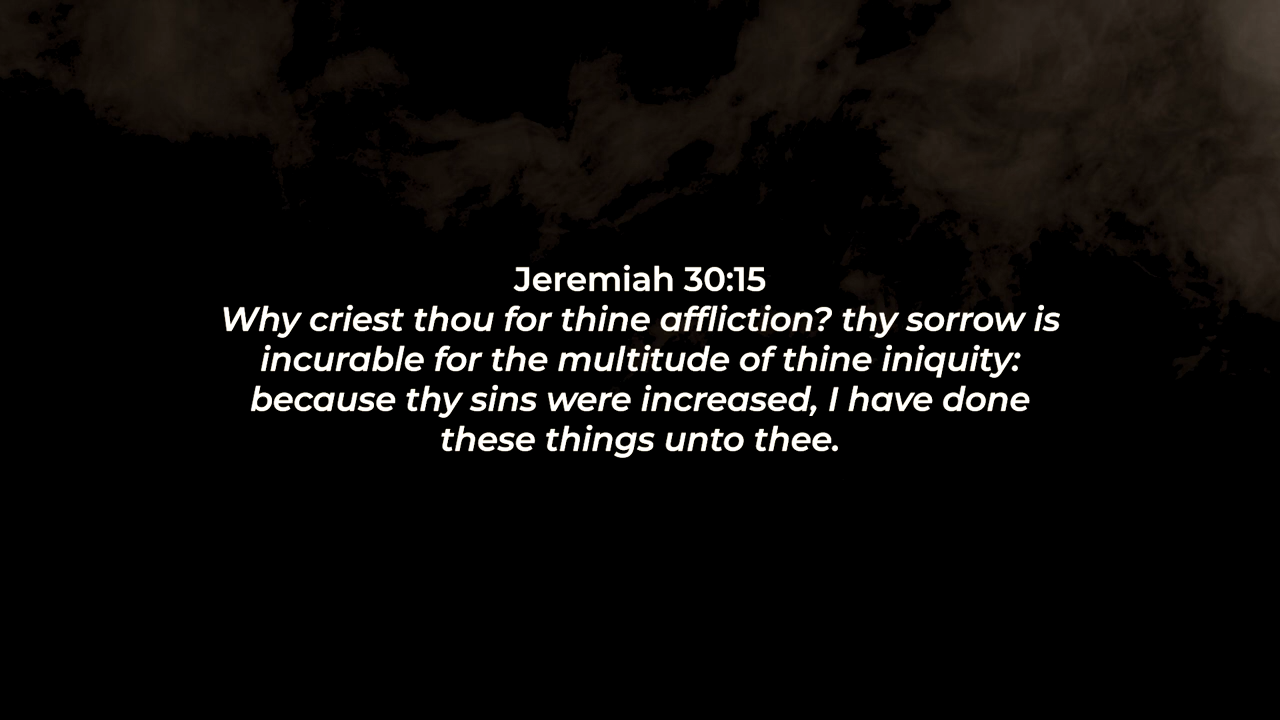 Jeremiah 30:15
Why criest thou for thine affliction? thy sorrow is
incurable for the multitude of thine iniquity:
because thy sins were increased, I have done
these things unto thee.